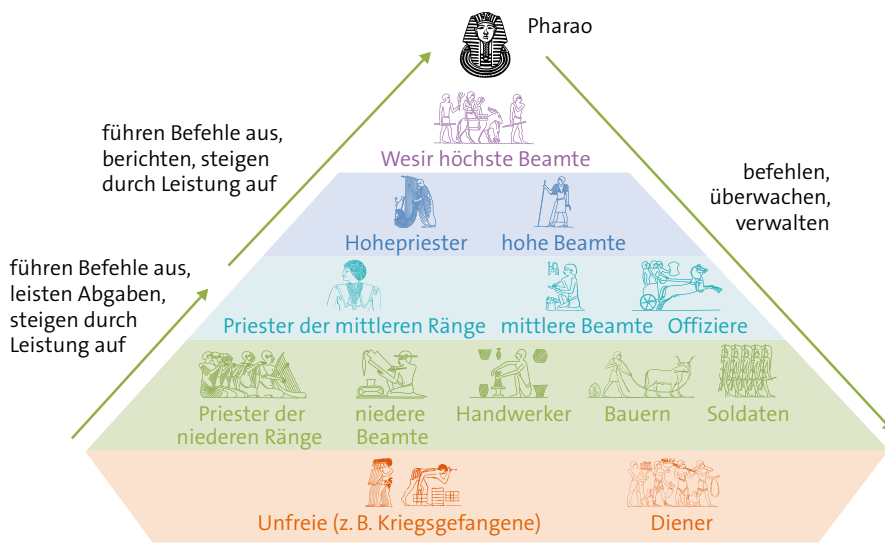 Pharao
führen Befehle aus,
berichten, steigen
durch Leistung auf
Wesir höchste Beamte
befehlen,
überwachen,
verwalten
Hohepriester
hohe Beamte
führen Befehle aus,
leisten Abgaben,
steigen durch
Leistung auf
Priester der mittleren Ränge
mittlere Beamte
Offiziere
Priester der
niederen Ränge
niedere
Beamte
Handwerker
Bauern
Soldaten
Unfreie (z. B. Kriegsgefangene)
Diener